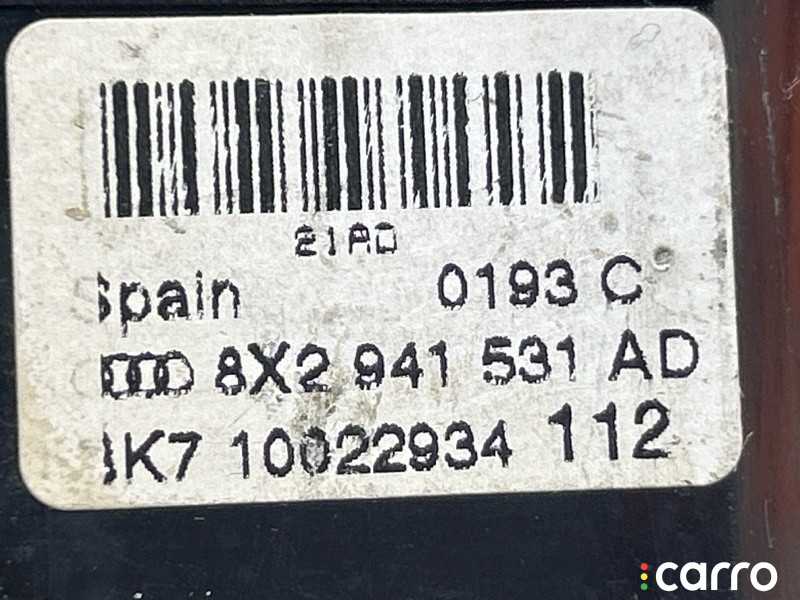 21AD
Spain 0193 C
8X2 941 531 AD
K7 10022934 112
carro